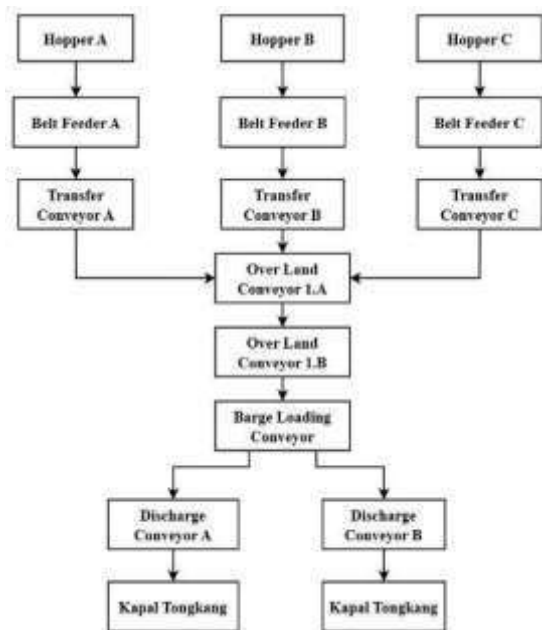 Hopper A
Hopper B
Hopper C
Belt Feeder A
Belt Feeder B
Belt Feeder C
Transfer
Conveyor A
Transfer
Conveyor B
Transfer
Conveyor C
Over Land
Conveyor 1.A
Over Land
Conveyor 1.B
Barge Loading
Conveyor
Discharge
Conveyor A
Discharge
Conveyor B
Kapal Tongkang
Kapal Tongkang